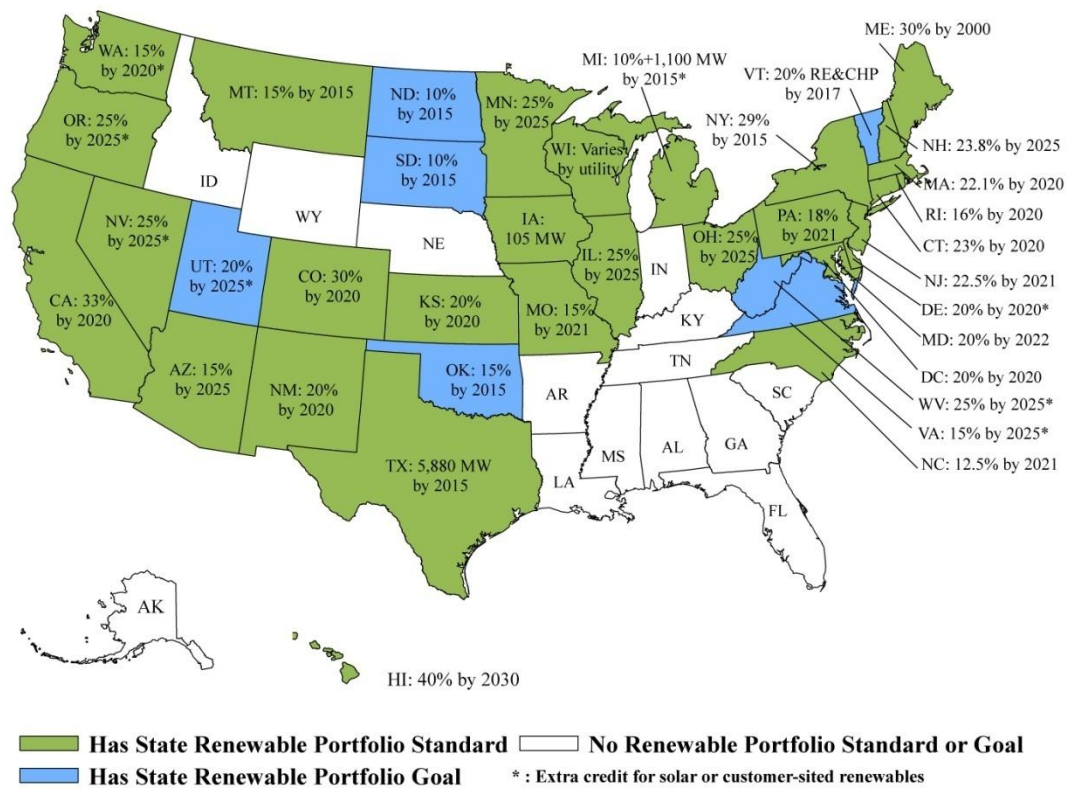 ME: 30% by 2000
WA: 15%
by 2020*
MI: 10%+1,100 MW
by 2015*
VT: 20% RE&CHP
by 2017
MT: 15% by 2015
ND: 10%
by 2015
MN: 25%
by 2025
OR: 25%
by 2025*
NY: 29%
by 2015
NH: 23.8% by 2025
SD: 10%
by 2015
WI: Varies
by utility
ID
MA: 22.1% by 2020
WY
RI: 16% by 2020
NV: 25%
by 2025*
IA:
105 MW
PA: 18%
by 2021
NE
CT: 23% by 2020
UT: 20%
by 2025*
CO: 30%
by 2020
IL: 25%
by 2025
IN
OH: 25%
by 2025
NJ: 22.5% by 2021
CA: 33%
by 2020
KS: 20%
by 2020
MO: 15%
by 2021
DE: 20% by 2020*
KY
MD: 20% by 2022
AZ: 15%
by 2025
NM: 20%
by 2020
OK: 15%
by 2015
TN
DC: 20% by 2020
AR
SC
WV: 25% by 2025*
VA: 15% by 2025*
MS
AL
GA
NC: 12.5% by 2021
TX: 5,880 MW
by 2015
LA
FL
AK
HI: 40% by 2030
Has State Renewable Portfolio Standard
No Renewable Portfolio Standard or Goal
Has State Renewable Portfolio Goal
* : Extra credit for solar or customer-sited renewables